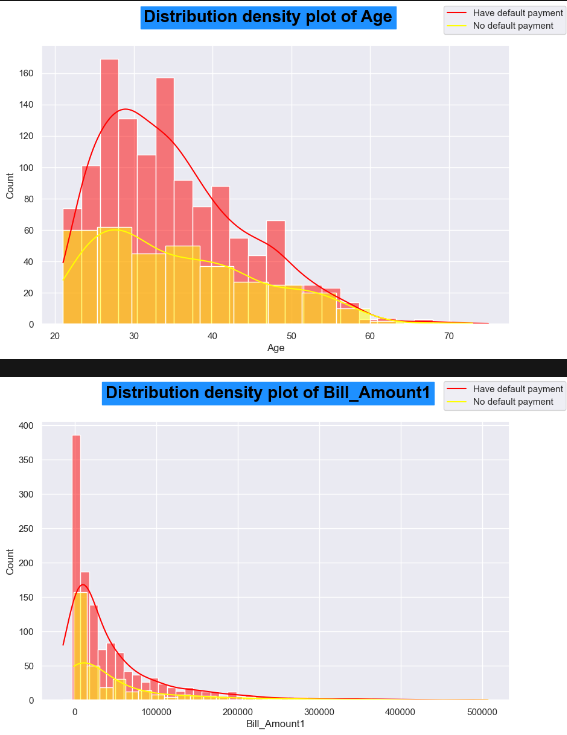 Distribution density plot of Age
Have default payment
No default payment
160
140
120
100
80
60
40
20
0
Count
20 30 40 50 60 70
Age
Distribution density plot of Bill_Amount1
Have default payment
No default payment
400
350
300
250
200
150
100
50
0
Count
0 100000 200000 300000 400000 500000
Bill_Amount1